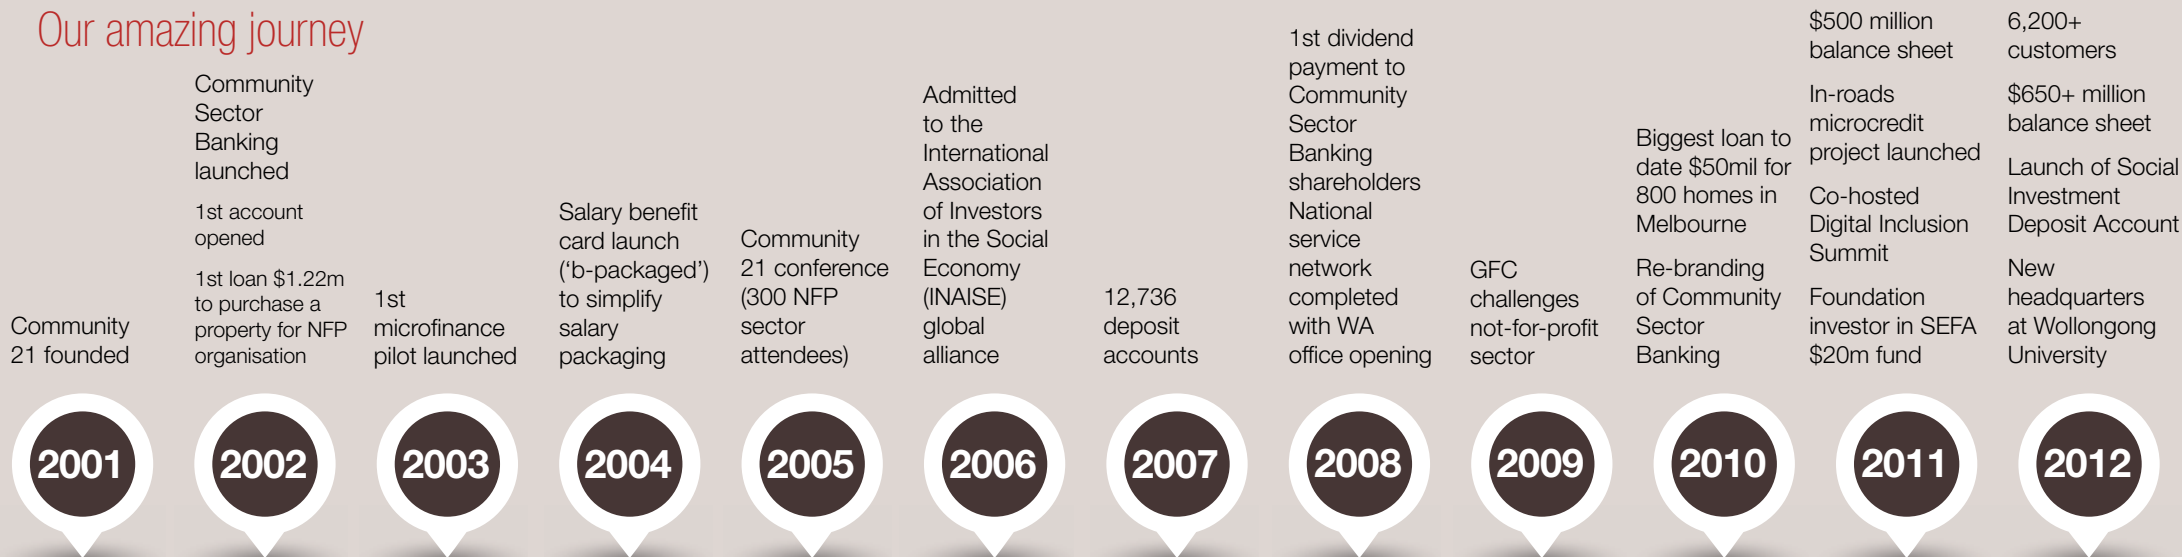 Our amazing journey
Community
21 founded
2001
Community
Sector
Banking
launched
1st account
opened
1st loan $1.22m
to purchase a
property for NFP
organisation
2002
1st
microfinance
pilot launched
2003
Salary benefit
card launch
(‘b-packaged’)
to simplify
salary
packaging
2004
Community
21 conference
(300 NFP
sector
attendees)
2005
Admitted
to the
International
Association
of Investors
in the Social
Economy
(INAISE)
global
alliance
2006
12,736
deposit
accounts
2007
1st dividend
payment to
Community
Sector
Banking
shareholders
National
service
network
completed
with WA
office opening
2008
GFC
challenges
not-for-profit
sector
2009
Biggest loan to
date $50mil for
800 homes in
Melbourne
Re-branding
of Community
Sector
Banking
2010
$500 million
balance sheet
In-roads
microcredit
project launched
Co-hosted
Digital Inclusion
Summit
Foundation
investor in SEFA
$20m fund
2011
6,200+
customers
$650+ million
balance sheet
Launch of Social
Investment
Deposit Account
New
headquarters
at Wollongong
University
2012